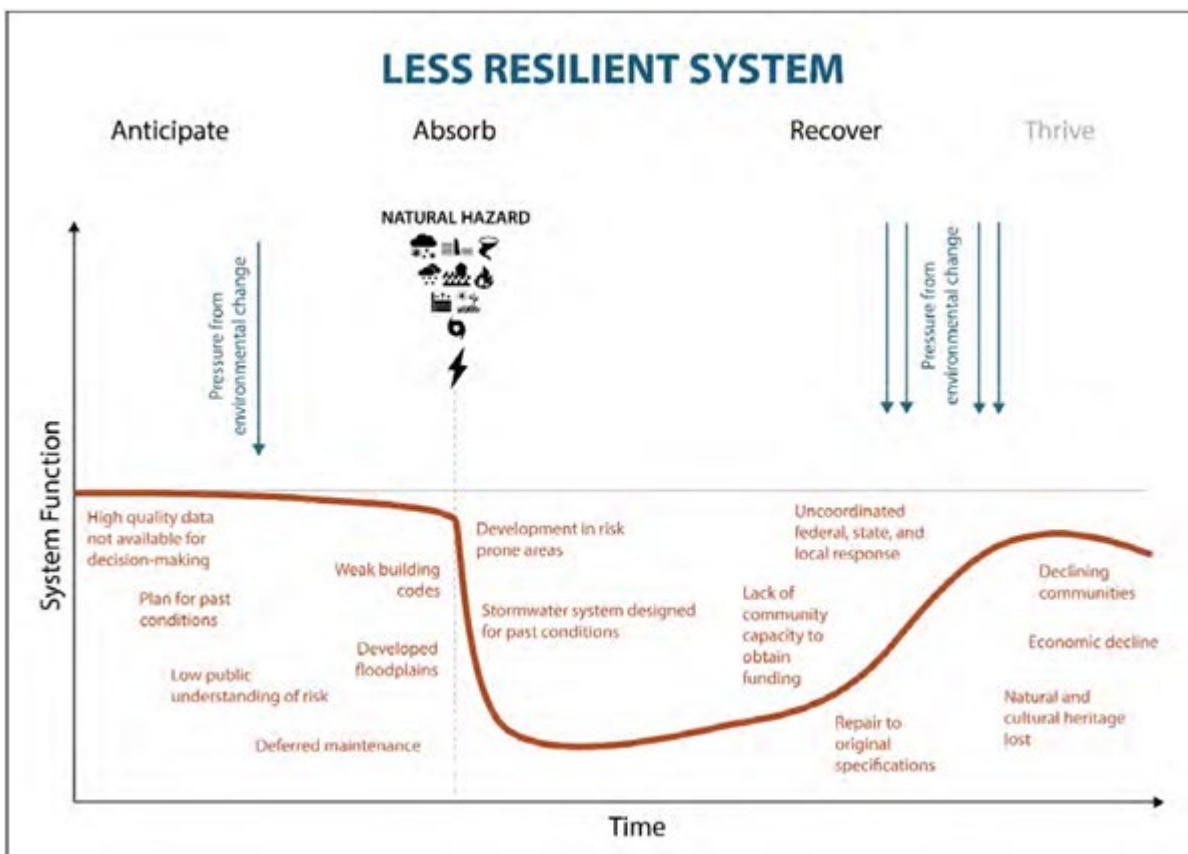 LESS RESILIENT SYSTEM
Anticipate
Absorb
Recover
Thrive
NATURAL HAZARD
Pressure from
environmental change
Pressure from
environmental change
System Function
High quality data
not available for
decision-making
Plan for past
conditions
Low public
understanding of risk
Deferred maintenance
Weak building
codes
Developed
floodplains
Development in risk
prone areas
Stormwater system designed
for past conditions
Uncoordinated
federal, state, and
local response
Lack of
community
capacity to
obtain
funding
Repair to
original
specifications
Declining
communities
Economic decline
Natural and
cultural heritage
lost
Time